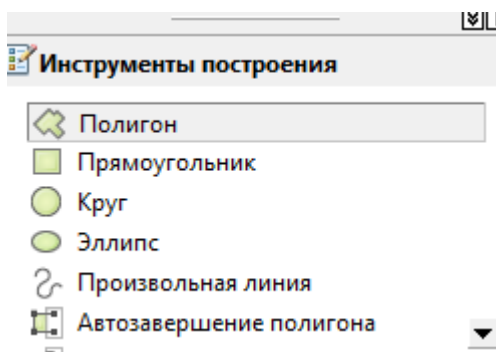 Инструменты построения
Полигон
Прямоугольник
Круг
Эллипс
Произвольная линия
Автозавершение полигона